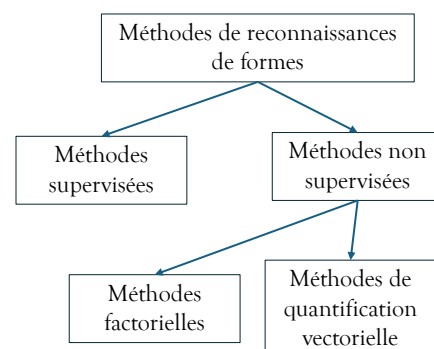 Méthodes de reconnaissances
de formes
Méthodes
supervisées
Méthodes non
supervisées
Méthodes
factorielles
Méthodes de
quantification
vectorielle